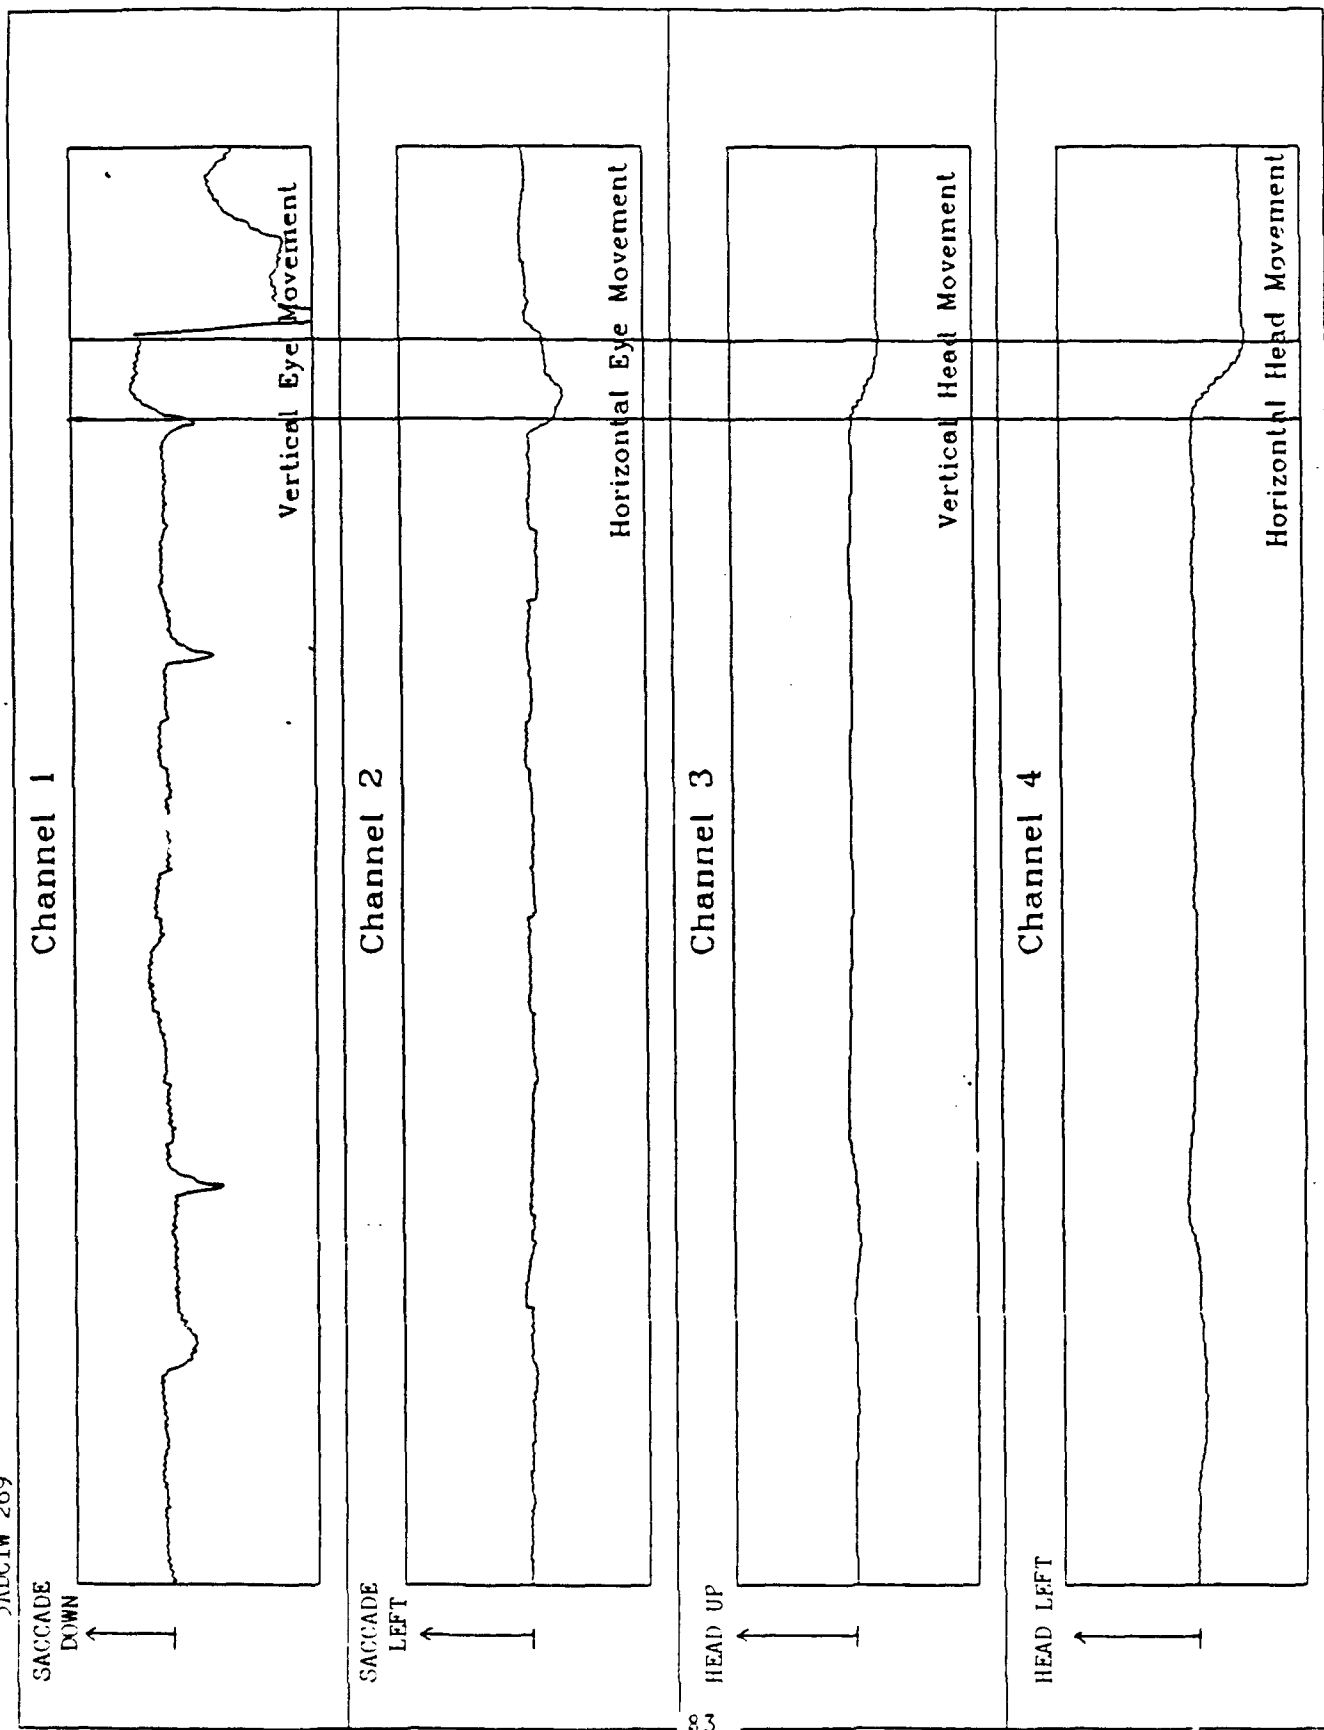 SACCADE
DOWN
Channel 1
Vertical Eye Movement
SACCADE
LEFT
Channel 2
Horizontal Eye Movement
HEAD UP
Channel 3
Vertical Head Movement
HEAD LEFT
Channel 4
Horizontal Head Movement
83